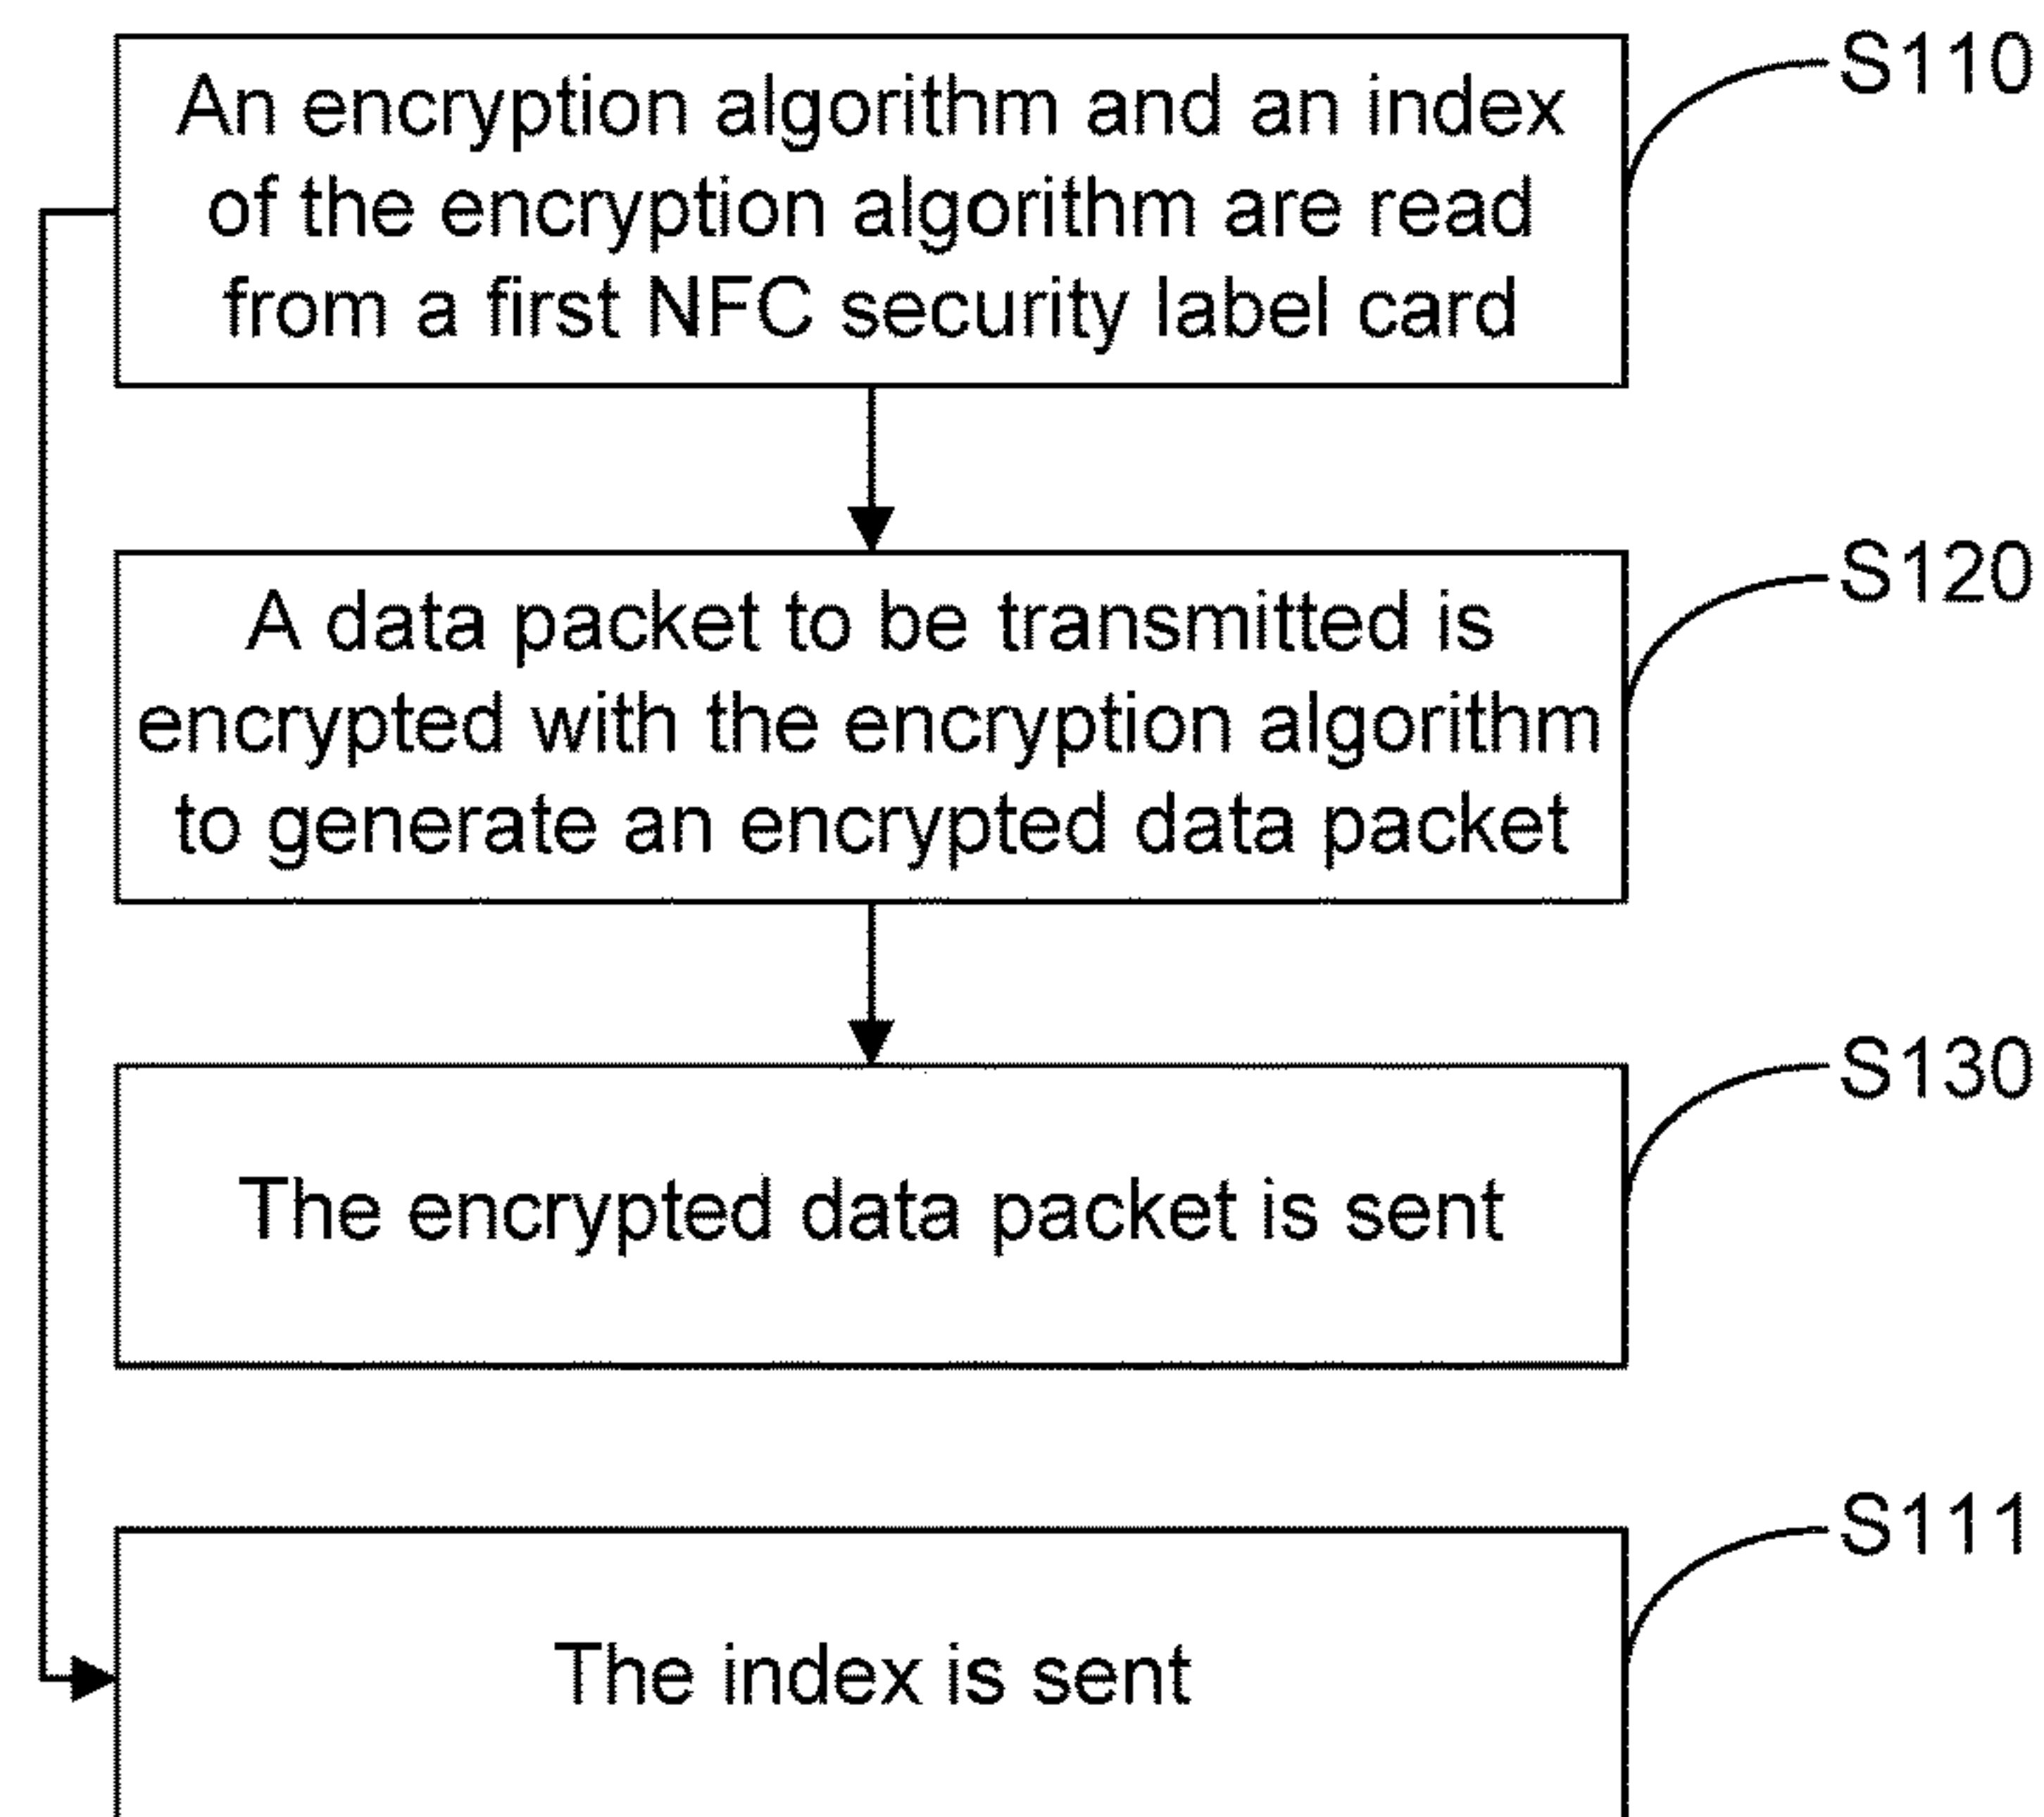 An encryption algorithm and an index
of the encryption algorithm are read
from a first NFC security label card
S110
A data packet to be transmitted is
encrypted with the encryption algorithm
to generate an encrypted data packet
S120
The encrypted data packet is sent
S130
The index is sent
S111